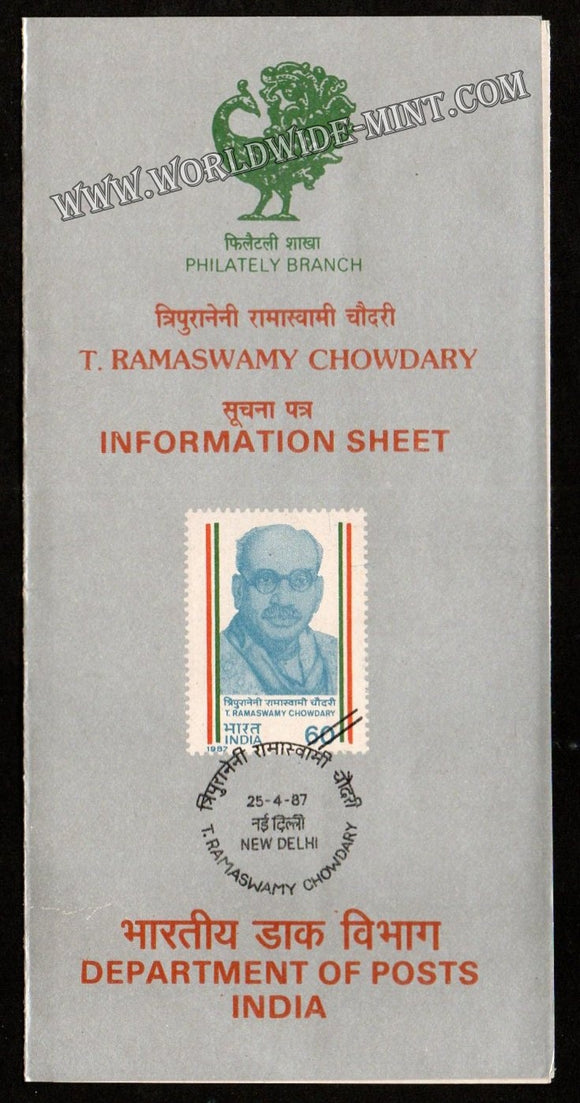 WWW.WORLDWIDE-MINT.COM
फिलैटली शाखा
PHILATELY BRANCH
त्रिपुरानेनी रामास्वामी चौदरी
T. RAMASWAMY CHOWDARY
सूचना पत्र
INFORMATION SHEET
त्रिपुरानेनी रामास्वामी चौदरी
T. RAMASWAMY CHOWDARY
भारत 60
INDIA
1987
त्रिपुरानेनी रामास्वामी चौदरी
25-4-87
नई दिल्ली
NEW DELHI
T. RAMASWAMY CHOWDARY
भारतीय डाक विभाग
DEPARTMENT OF POSTS
INDIA